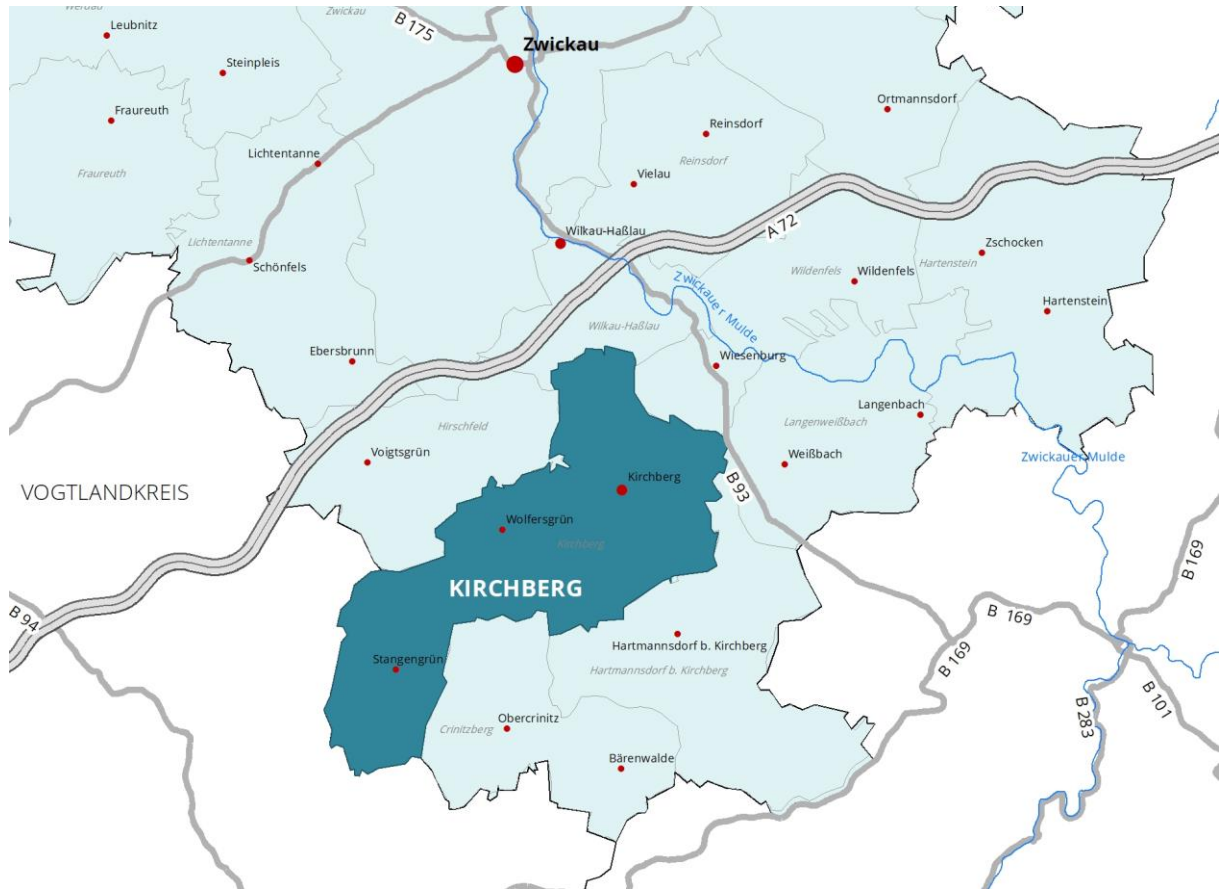 Werdau
Zwickau
Leubnitz
B 175
Zwickau
Steinpleis
Ortmannsdorf
Fraureuth
Reinsdorf
Lichtentanne
Reinsdorf
Fraureuth
Vielau
A 72
Wilkau-Haßlau
Lichtentanne
Zschocken
Schönfels
Hartenstein
Wildenfels
Wildenfels
Zwickauer Mulde
Hartenstein
Wilkau-Haßlau
Ebersbrunn
Wiesenburg
Langenbach
Hirschfeld
Langenweißbach
Voigtsgrün
Weißbach
Zwickauer Mulde
Kirchberg
B 93
VOGTLANDKREIS
Wolfersgrün
Kirchberg
B 169
KIRCHBERG
B 94
B 169
Hartmannsdorf b. Kirchberg
B 169
Stangengrün
Hartmannsdorf b. Kirchberg
B 101
Obercrinitz
B 283
Crinitzberg
Bärenwalde